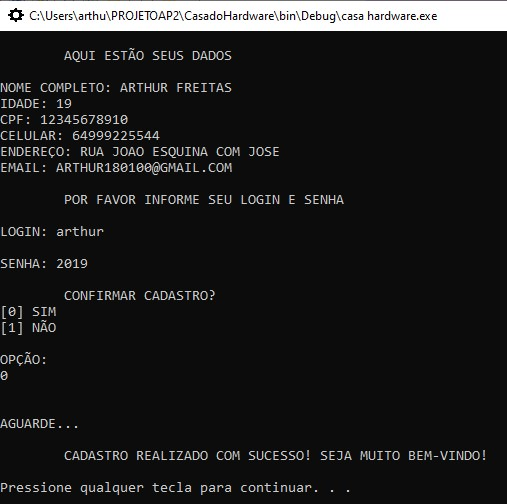 C:\Users\arthu\PROJETOAP2\CasadoHardware\bin\Debug\casa hardware.exe
AQUI ESTÃO SEUS DADOS
NOME COMPLETO: ARTHUR FREITAS
IDADE: 19
CPF: 12345678910
CELULAR: 64999225544
ENDEREÇO: RUA JOAO ESQUINA COM JOSE
EMAIL: ARTHUR180100@GMAIL.COM
POR FAVOR INFORME SEU LOGIN E SENHA
LOGIN: arthur
SENHA: 2019
CONFIRMAR CADASTRO?
[0] SIM
[1] NÃO
OPÇÃO:
0
AGUARDE...
CADASTRO REALIZADO COM SUCESSO! SEJA MUITO BEM-VINDO!
Pressione qualquer tecla para continuar. . .